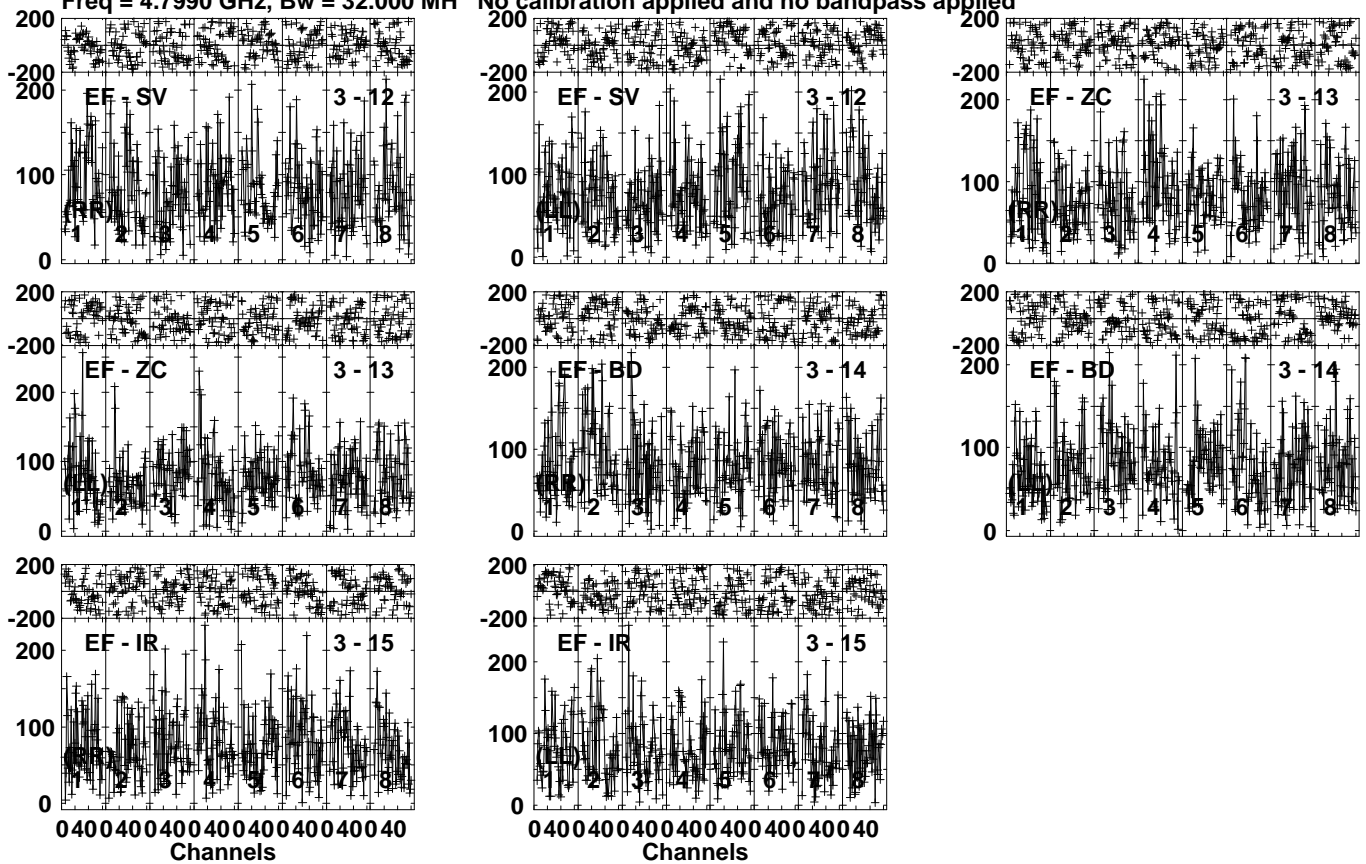 Freq = 4.7990 GHz, Bw = 32.000 MH No calibration applied and no bandpass applied
200 200 200
-200 -200 -200
200 EF - SV 3 - 12 200 EF - SV 3 - 12 200 EF - ZC 3 - 13
100 100 100
(RR) (LL) (RR)
1 2 3 4 5 6 7 8 1 2 3 4 5 6 7 8 1 2 3 4 5 6 7 8
0 0 0
200 200 200
-200 -200 -200
200 EF - ZC 3 - 13 200 EF - BD 3 - 14 200 EF - BD 3 - 14
100 100 100
(LL) (RR) (LL)
1 2 3 4 5 6 7 8 1 2 3 4 5 6 7 8 1 2 3 4 5 6 7 8
0 0 0
200 200
-200 -200
200 EF - IR 3 - 15 200 EF - IR 3 - 15
100 100
(RR) (LL)
1 2 3 4 5 6 7 8 1 2 3 4 5 6 7 8
0 0
0 40 0 40 0 40 0 40 0 40 0 40 0 40 0 40 0 40 0 40 0 40 0 40 0 40 0 40 0 40 0 40
Channels Channels